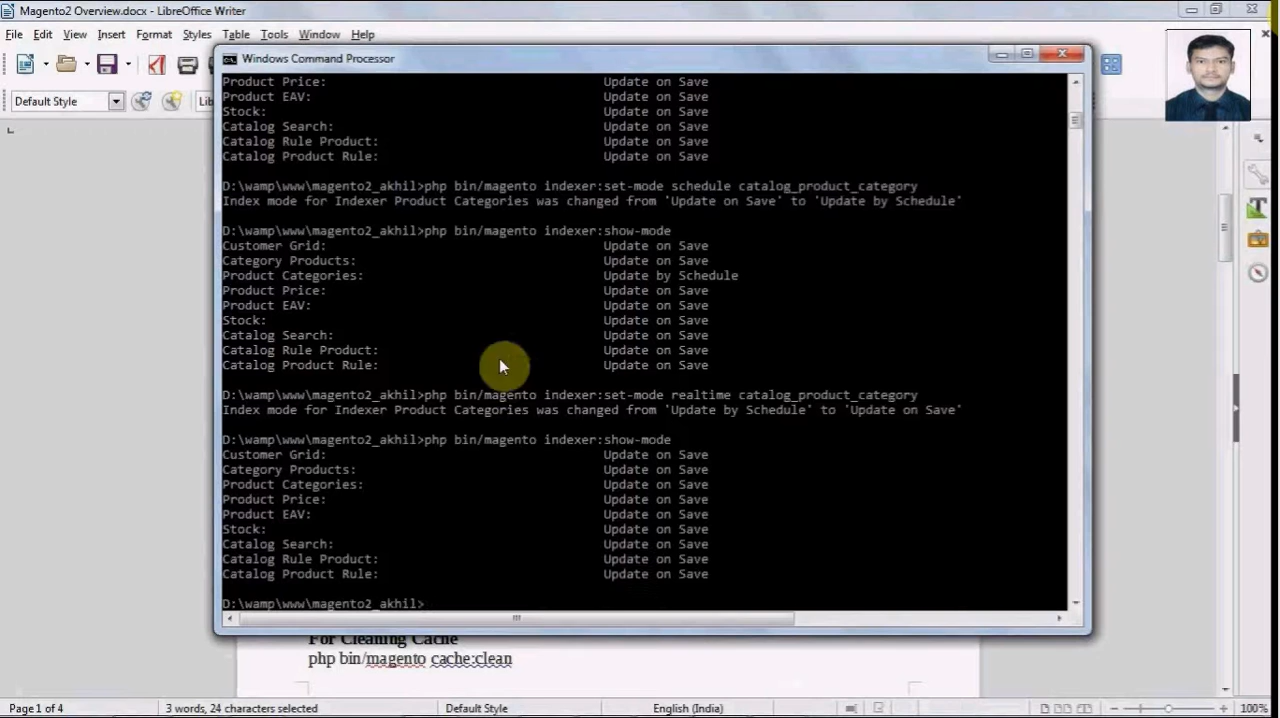 Magento2 Overview.docx - LibreOffice Writer
File Edit View Insert Format Styles Table Tools Window Help
Windows Command Processor
Default Style
Lib
Product Price: Update on Save
Product EAV: Update on Save
Stock: Update on Save
Catalog Search: Update on Save
Catalog Rule Product: Update on Save
Catalog Product Rule: Update on Save
D:\wamp\www\magento2_akhil>php bin/magento indexer:set-mode schedule catalog_product_category
Index mode for Indexer Product Categories was changed from 'Update on Save' to 'Update by Schedule'
D:\wamp\www\magento2_akhil>php bin/magento indexer:show-mode
Customer Grid: Update on Save
Category Products: Update on Save
Product Categories: Update by Schedule
Product Price: Update on Save
Product EAV: Update on Save
Stock: Update on Save
Catalog Search: Update on Save
Catalog Rule Product: Update on Save
Catalog Product Rule: Update on Save
D:\wamp\www\magento2_akhil>php bin/magento indexer:set-mode realtime catalog_product_category
Index mode for Indexer Product Categories was changed from 'Update by Schedule' to 'Update on Save'
D:\wamp\www\magento2_akhil>php bin/magento indexer:show-mode
Customer Grid: Update on Save
Category Products: Update on Save
Product Categories: Update on Save
Product Price: Update on Save
Product EAV: Update on Save
Stock: Update on Save
Catalog Search: Update on Save
Catalog Rule Product: Update on Save
Catalog Product Rule: Update on Save
D:\wamp\www\magento2_akhil>
For Cleaning Cache
php bin/magento cache:clean
Page 1 of 4 3 words, 24 characters selected Default Style English (India) 100%